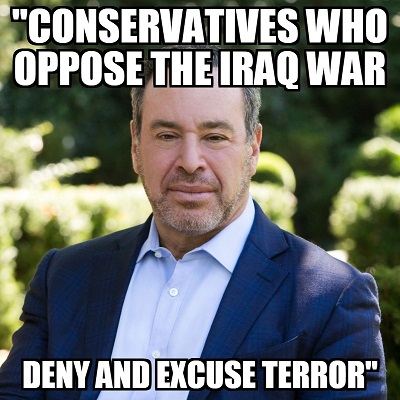 "CONSERVATIVES WHO
OPPOSE THE IRAQ WAR
DENY AND EXCUSE TERROR"